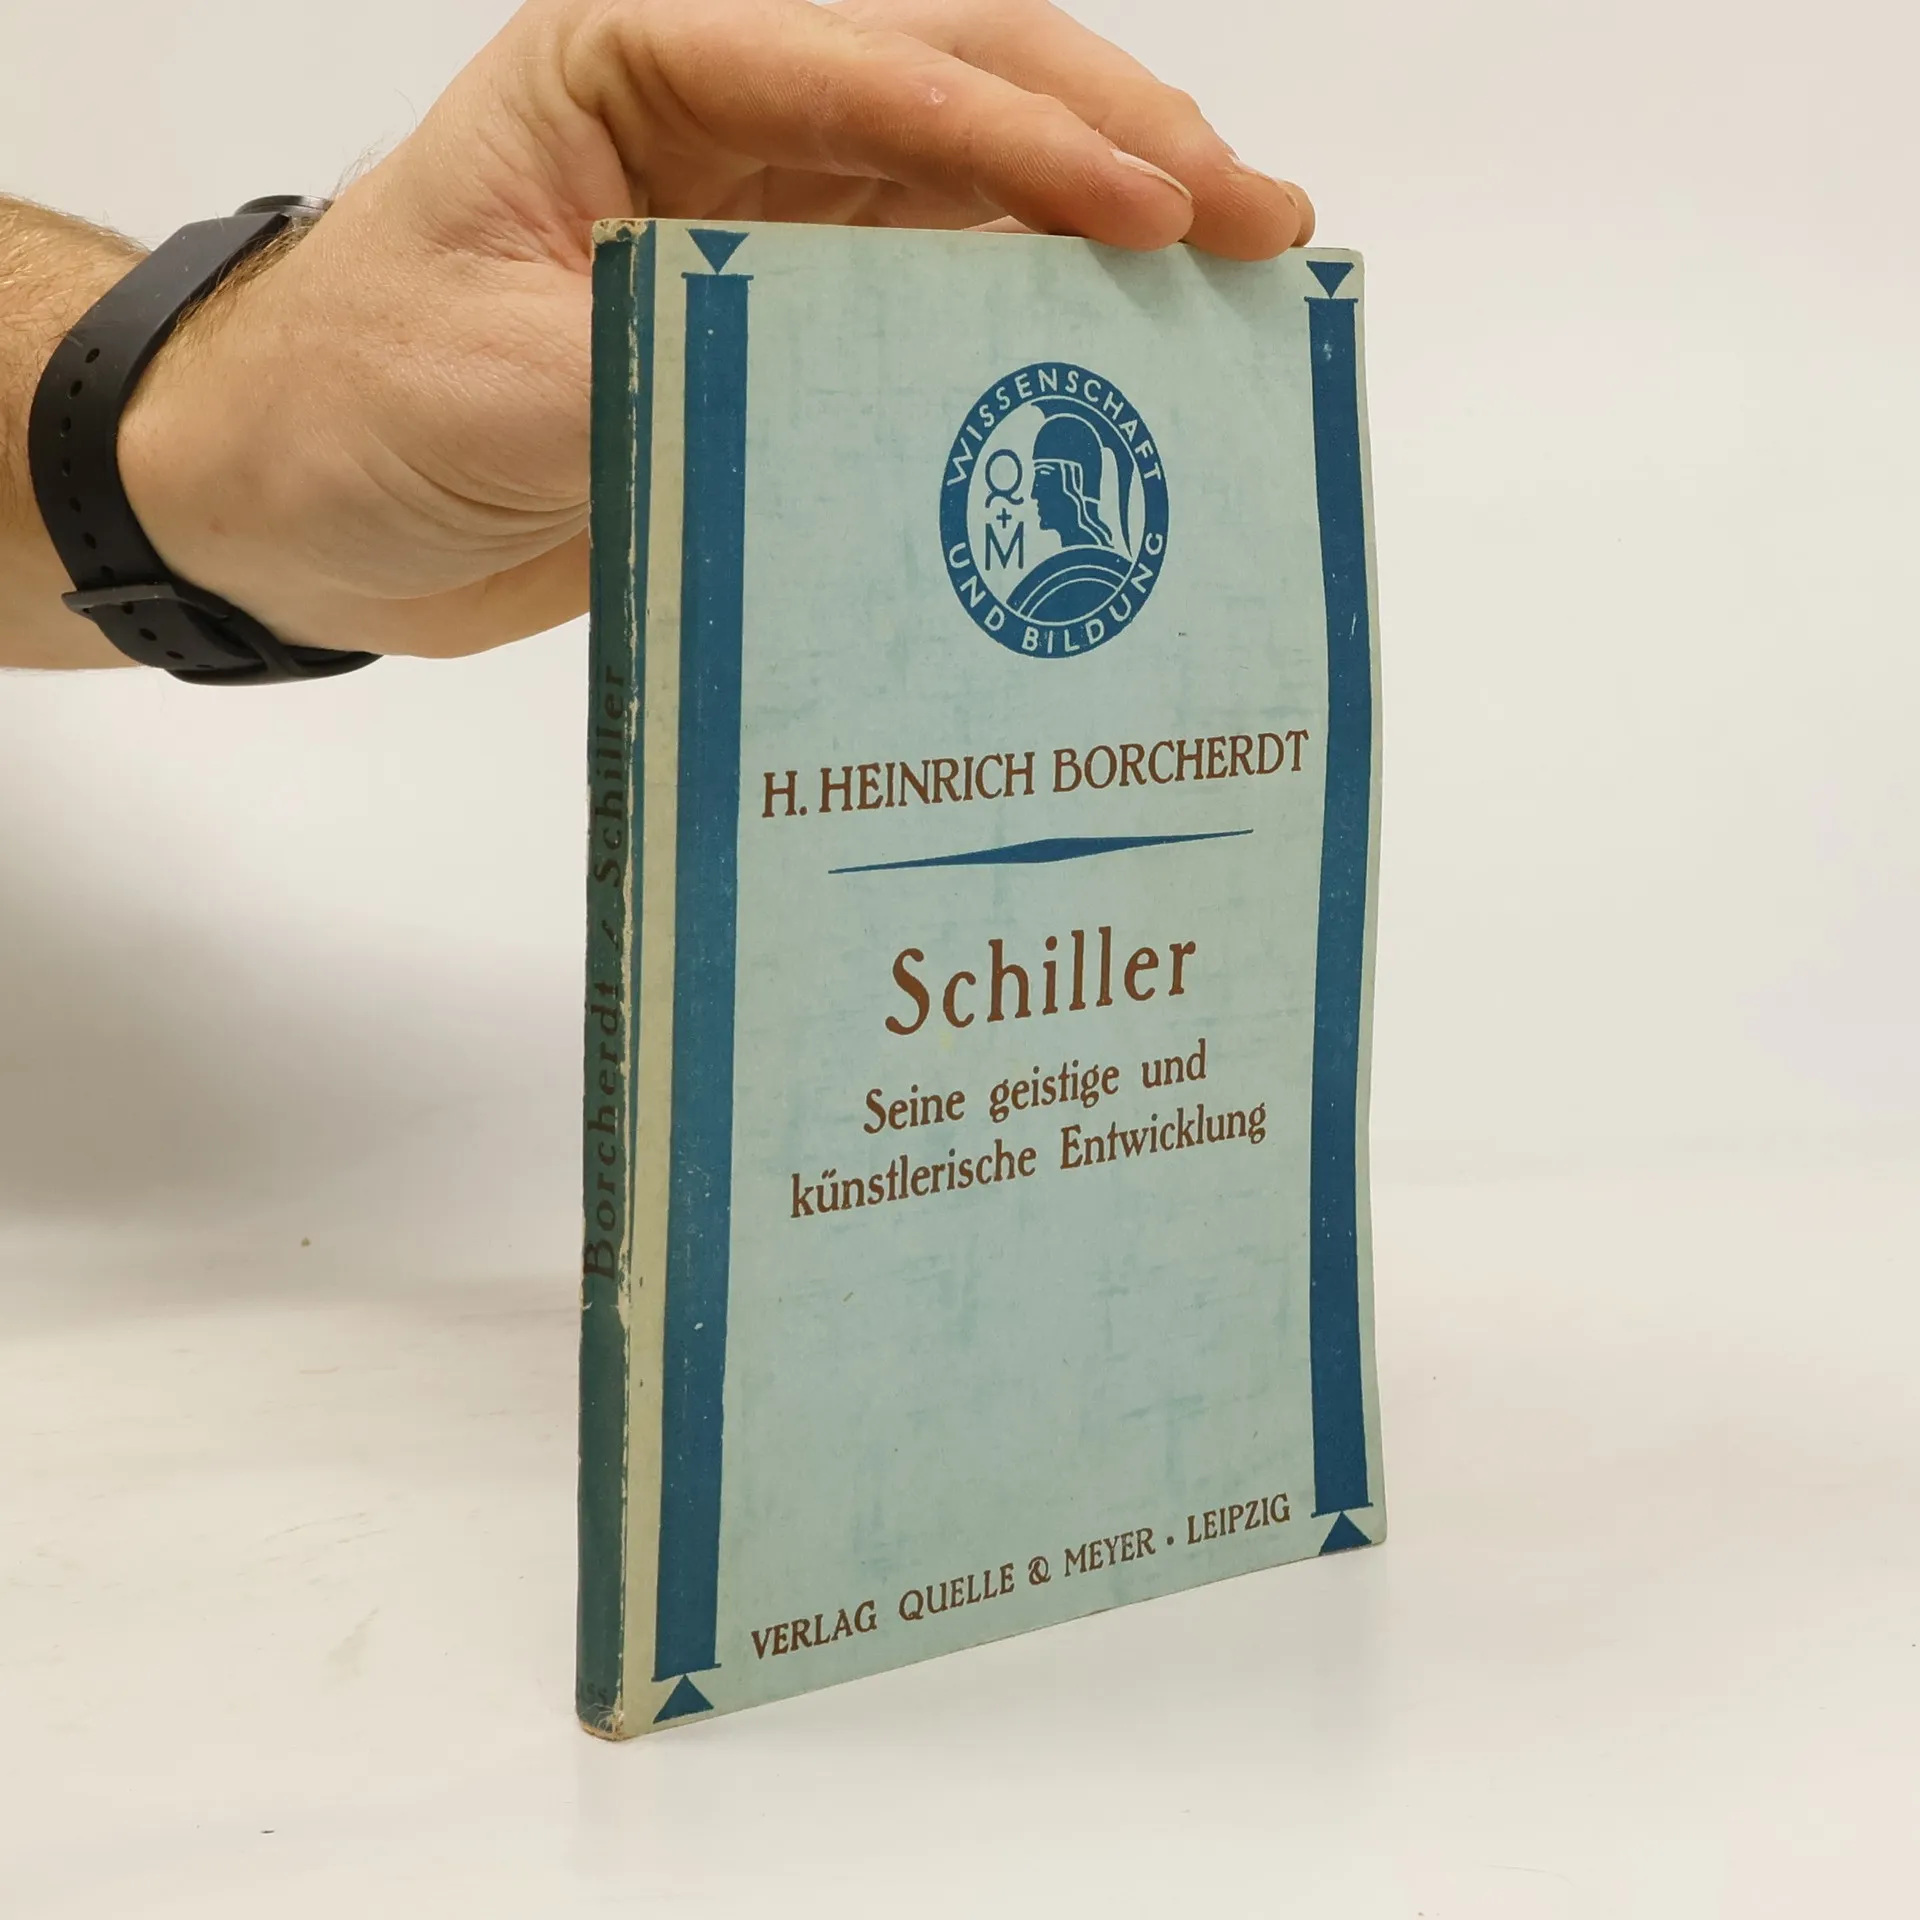 WISSENSCHAFT
UND BILDUNG
Q
+
M
H. HEINRICH BORCHERDT
Schiller
Seine geistige und
künstlerische Entwicklung
VERLAG QUELLE & MEYER • LEIPZIG
Borcherdt / Schiller